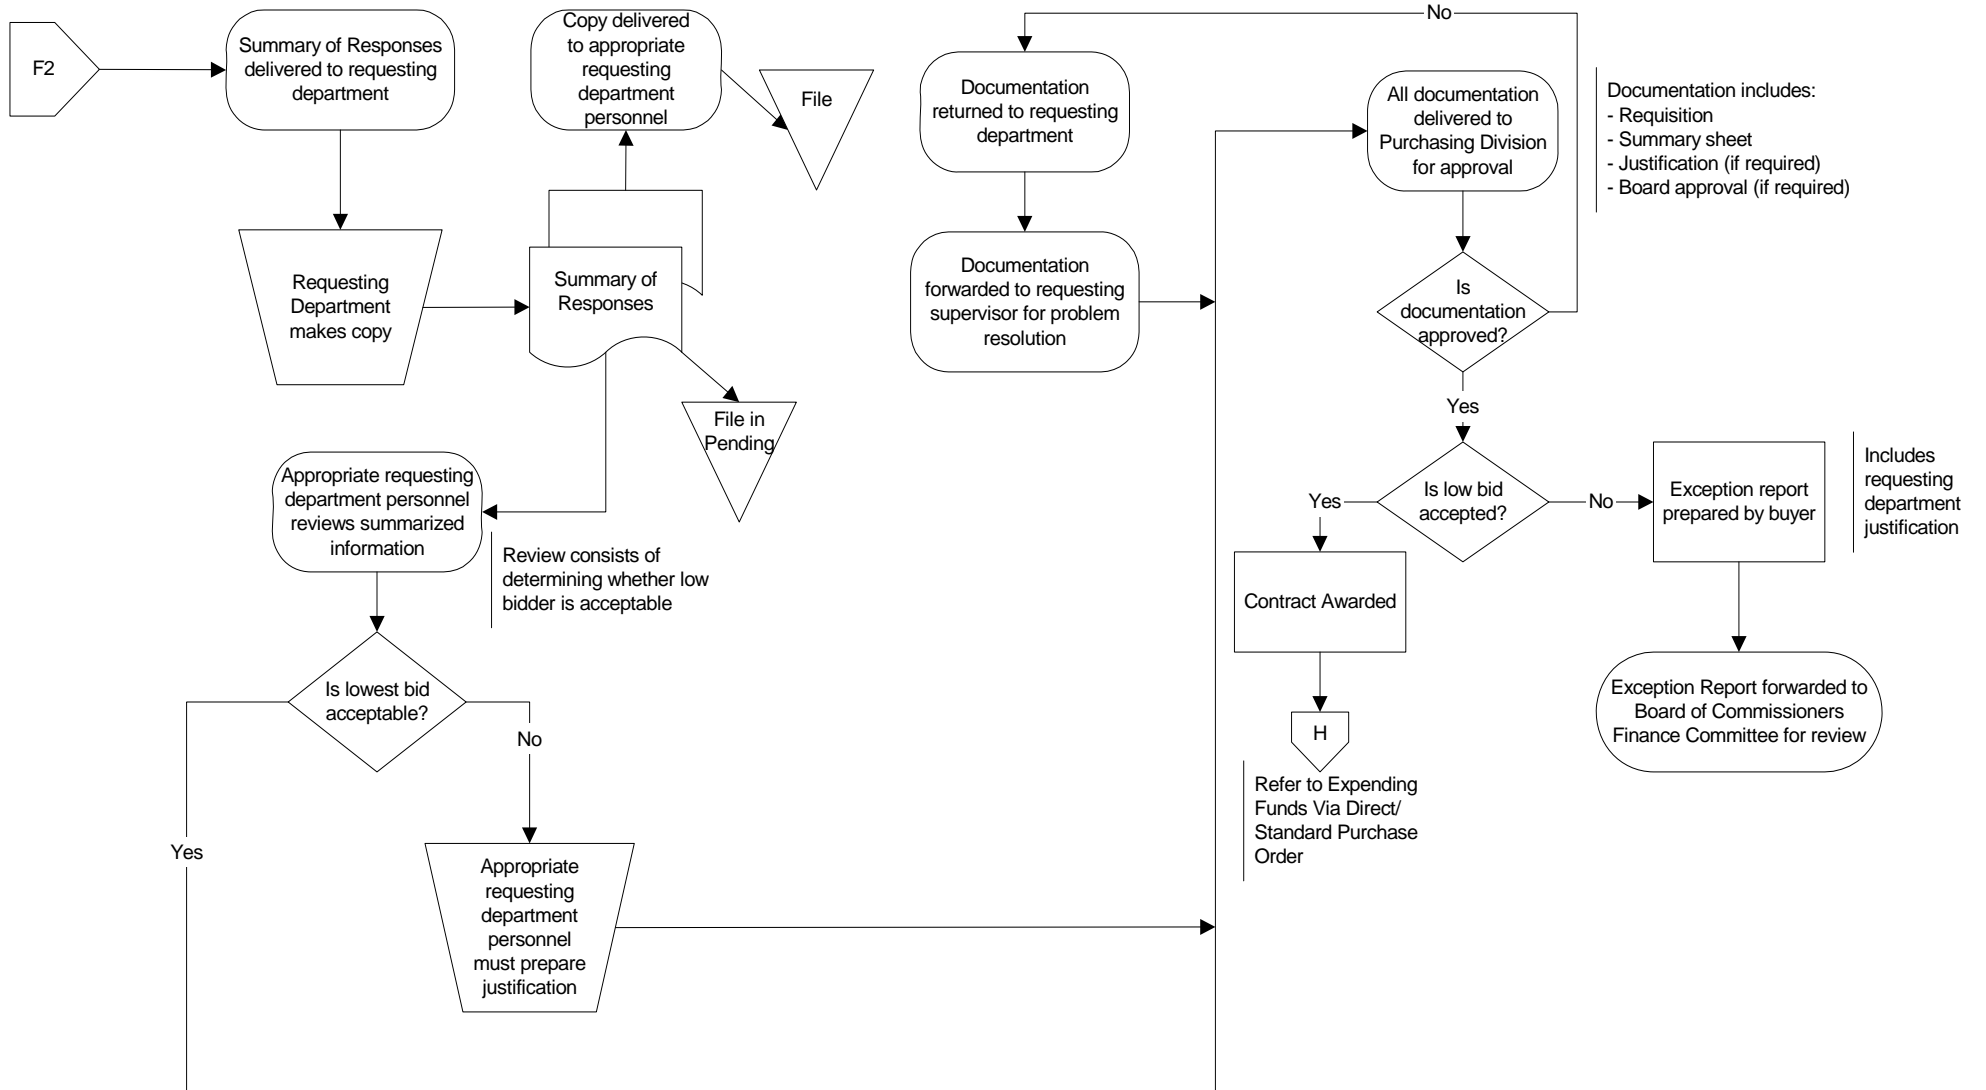 F2
Summary of Responses
delivered to requesting
department
Requesting
Department
makes copy
Copy delivered
to appropriate
requesting
department
personnel
File
Summary of
Responses
File in
Pending
Appropriate requesting
department personnel
reviews summarized
information
Review consists of
determining whether low
bidder is acceptable
Is lowest bid
acceptable?
Yes
No
Appropriate
requesting
department
personnel
must prepare
justification
No
Documentation
returned to requesting
department
Documentation
forwarded to requesting
supervisor for problem
resolution
All documentation
delivered to
Purchasing Division
for approval
Documentation includes:
- Requisition
- Summary sheet
- Justification (if required)
- Board approval (if required)
Is
documentation
approved?
Yes
Is low bid
accepted?
Yes
No
Exception report
prepared by buyer
Includes
requesting
department
justification
Contract Awarded
H
Refer to Expending
Funds Via Direct/
Standard Purchase
Order
Exception Report forwarded to
Board of Commissioners
Finance Committee for review